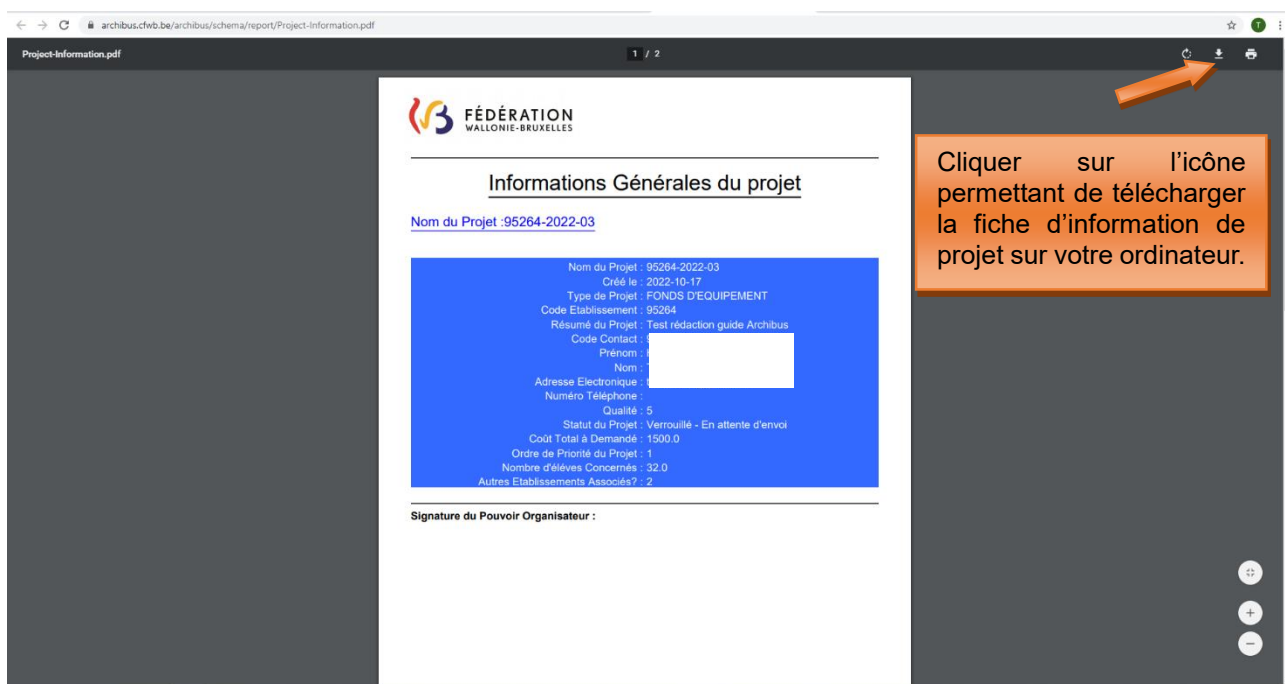 archibus.cfwb.be/archibus/schema/report/Project-Information.pdf
T
Project-Information.pdf
1 / 2
FÉDÉRATION
WALLONIE-BRUXELLES
Informations Générales du projet
Nom du Projet :95264-2022-03
Nom du Projet : 95264-2022-03
Créé le : 2022-10-17
Type de Projet : FONDS D'EQUIPEMENT
Code Etablissement : 95264
Résumé du Projet : Test rédaction guide Archibus
Code Contact :
Prénom :
Nom :
Adresse Electronique :
Numéro Téléphone :
Qualité : 5
Statut du Projet : Verrouillé - En attente d'envoi
Coût Total à Demandé : 1500.0
Ordre de Priorité du Projet : 1
Nombre d'éléves Concernés : 32.0
Autres Etablissements Associés? : 2
Signature du Pouvoir Organisateur :
Cliquer sur l'icône
permettant de télécharger
la fiche d'information de
projet sur votre ordinateur.